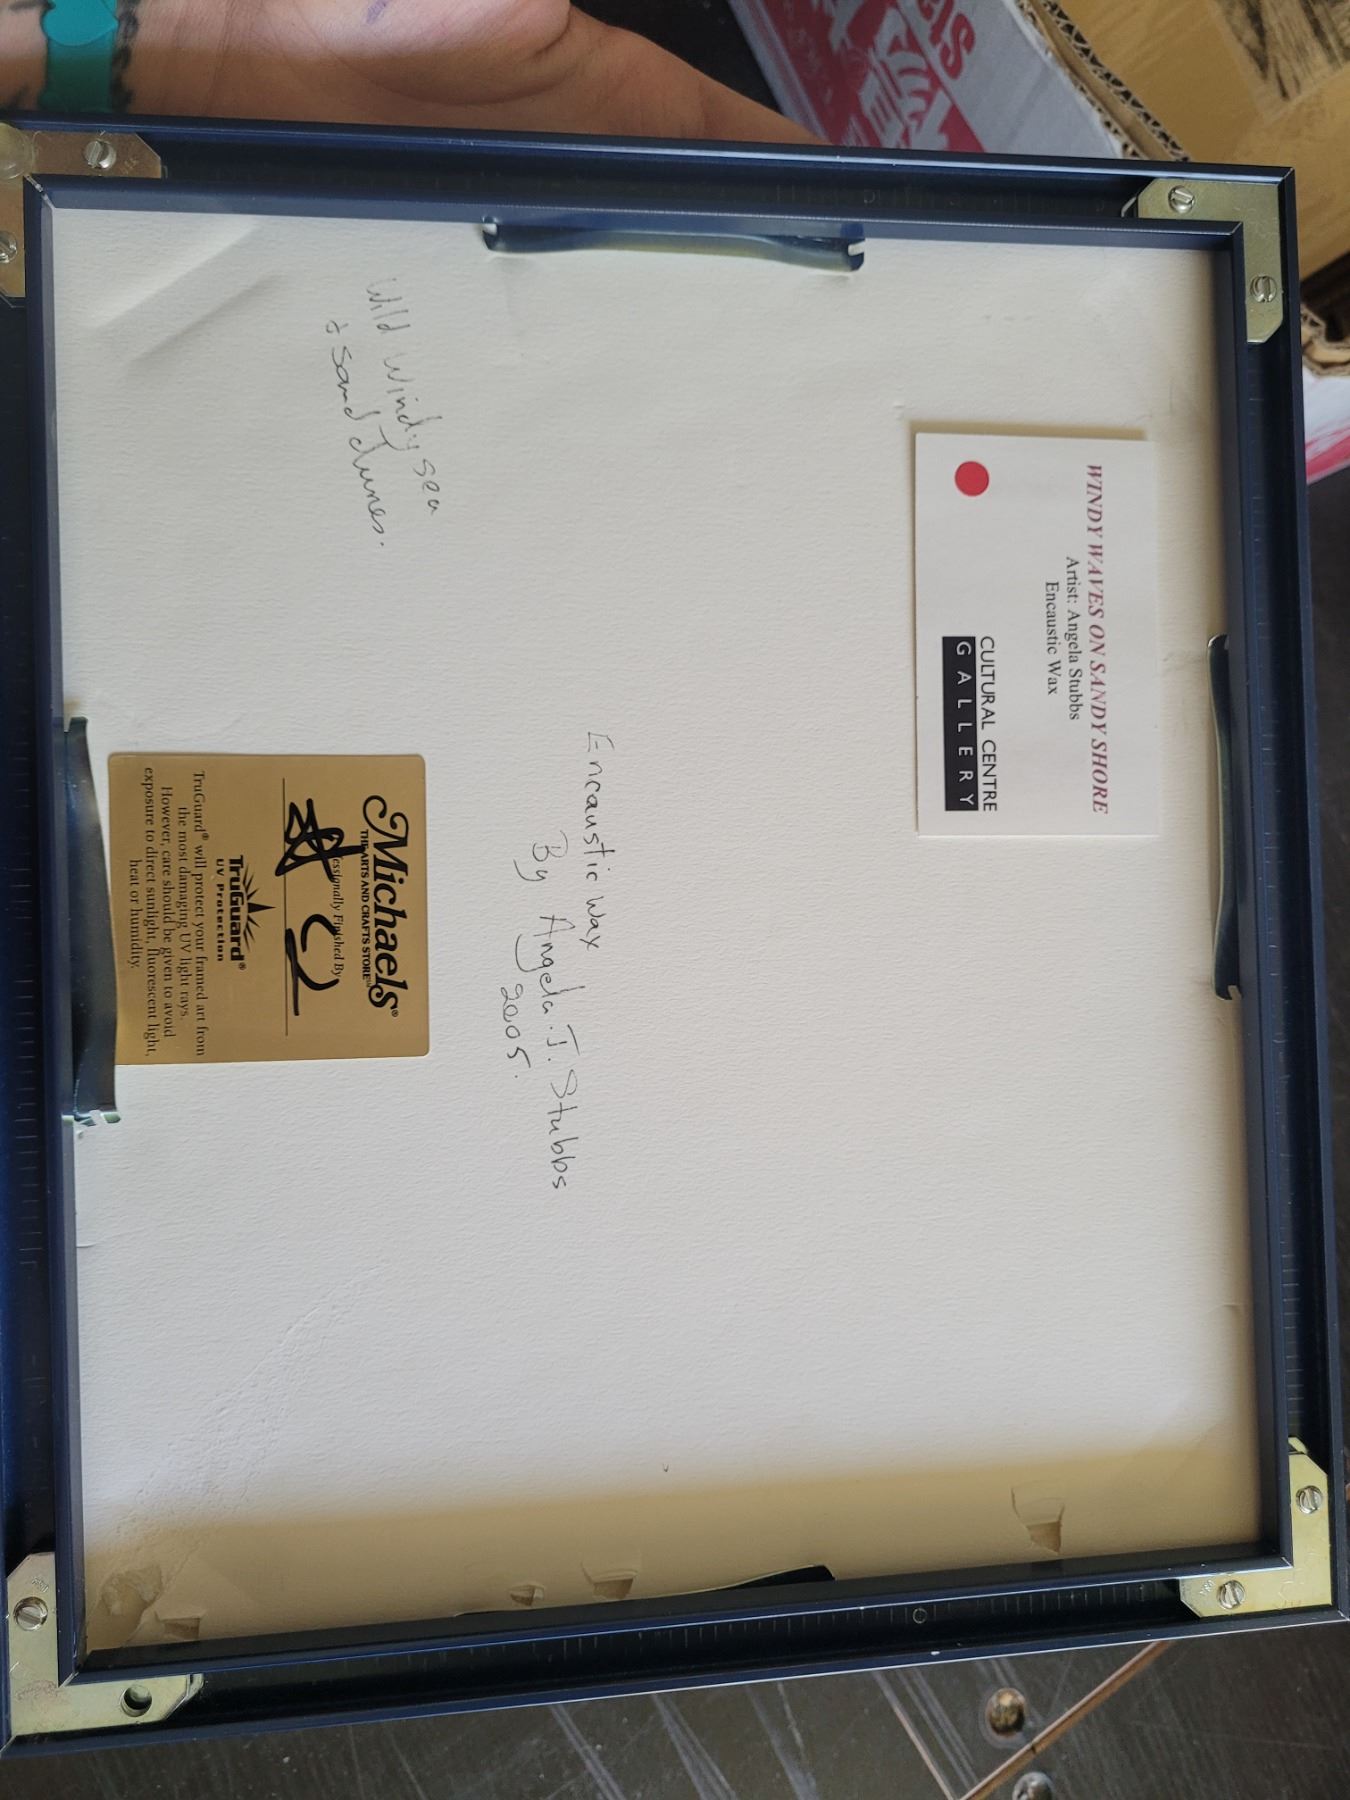 WINDY WAVES ON SANDY SHORE
Artist: Angela Stubbs
Encaustic Wax
CULTURAL CENTRE
GALLERY
Encaustic Wax
By Angela.J. Stubbs
2005.
Wild Windy sea
+ Sand dunes.
Michaels®
THE ARTS AND CRAFTS STORE
essionally Finished By
TruGuard®
UV Protection
TruGuard® will protect your framed art from
the most damaging UV light rays.
However, care should be given to avoid
exposure to direct sunlight, fluorescent light,
heat or humidity.